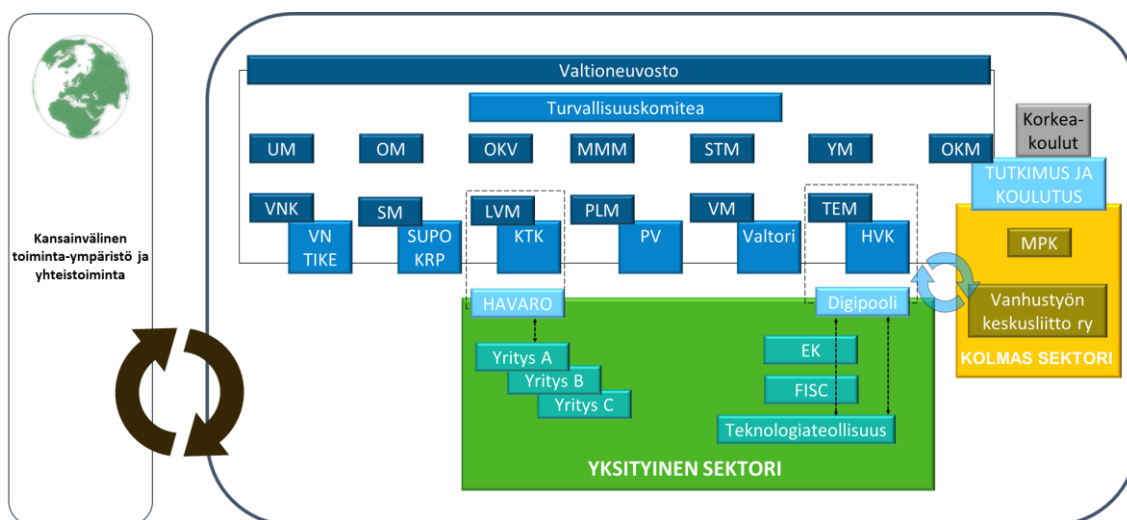 Kansainvälinen
toiminta-ympäristö ja
yhteistoiminta
Valtioneuvosto
Turvallisuuskomitea
UM
OM
OKV
MMM
STM
YM
OKM
Korkea-
koulut
TUTKIMUS JA
KOULUTUS
VNK
VN
TIKE
SM
SUPO
KRP
LVM
KTK
PLM
PV
VM
Valtori
TEM
HVK
MPK
Vanhustyön
keskusliitto ry
KOLMAS SEKTORI
HAVARO
Digipooli
Yritys A
Yritys B
Yritys C
EK
FISC
Teknologiateollisuus
YKSITYINEN SEKTORI